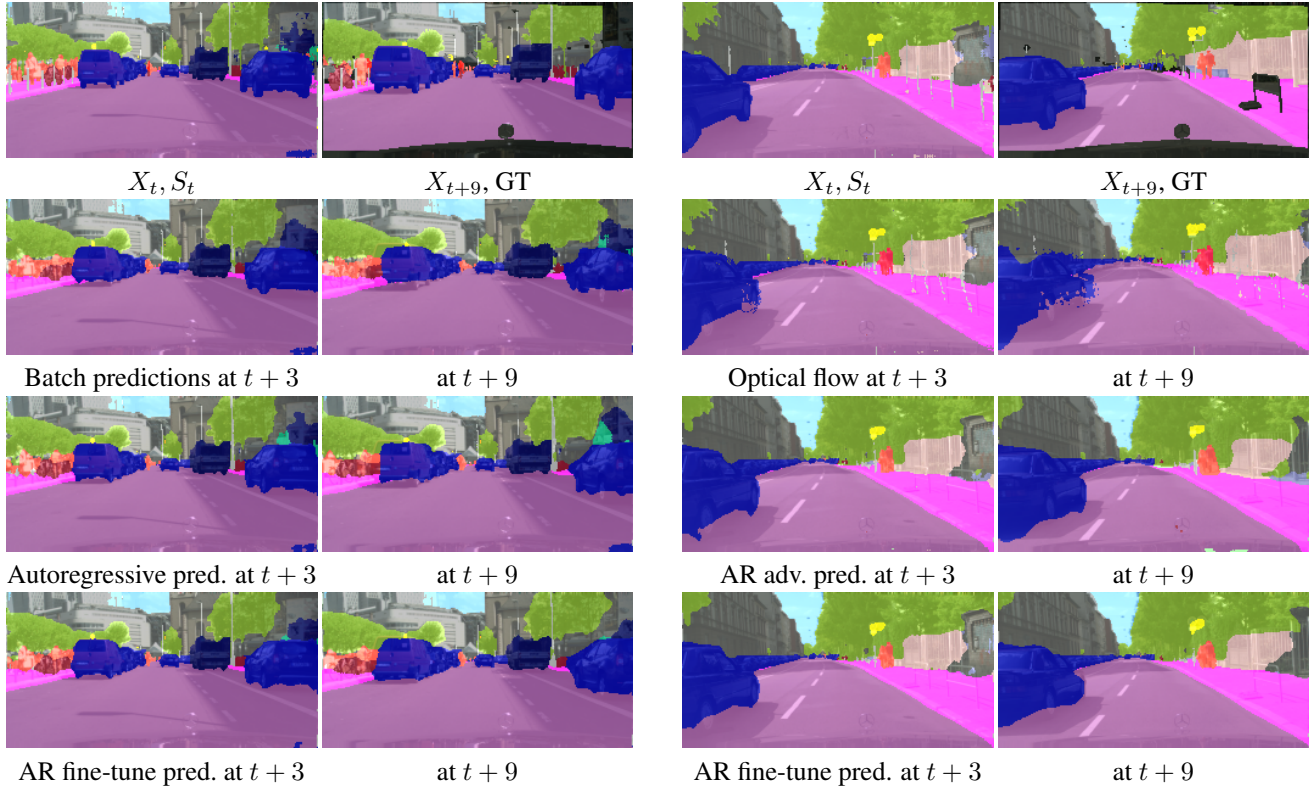 X_t, S_t
X_{t+9}, GT
X_t, S_t
X_{t+9}, GT
Batch predictions at t + 3
at t + 9
Optical flow at t + 3
at t + 9
Autoregressive pred. at t + 3
at t + 9
AR adv. pred. at t + 3
at t + 9
AR fine-tune pred. at t + 3
at t + 9
AR fine-tune pred. at t + 3
at t + 9